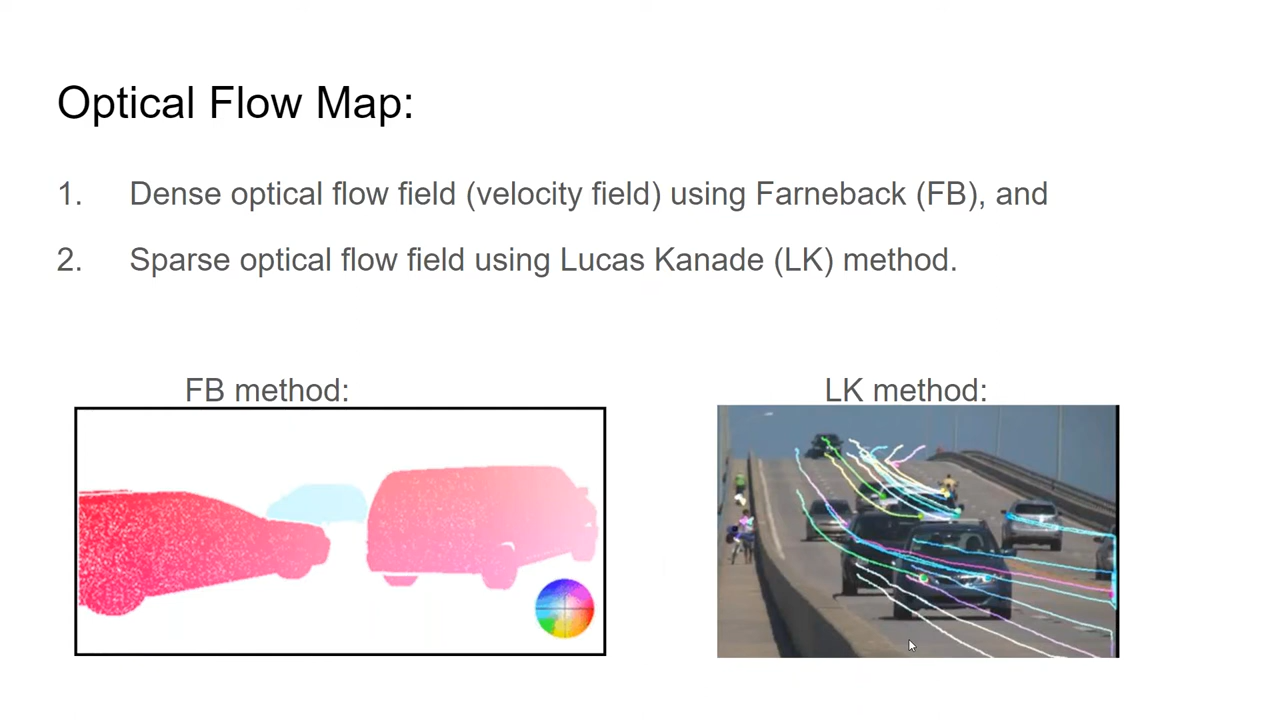 Optical Flow Map:
1. Dense optical flow field (velocity field) using Farneback (FB), and
2. Sparse optical flow field using Lucas Kanade (LK) method.
FB method:
LK method: